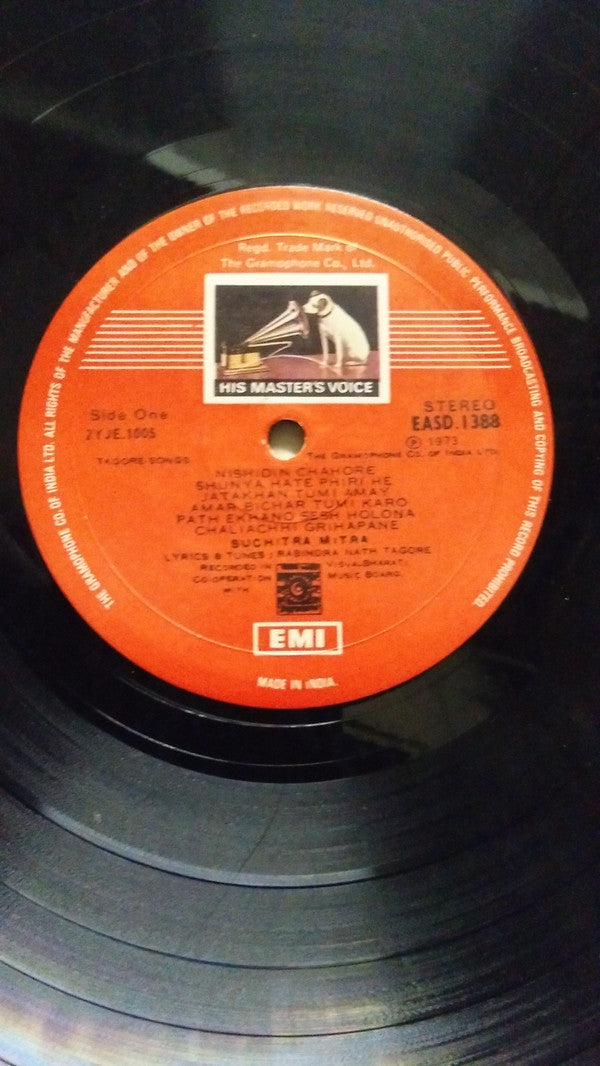 THE GRAMOPHONE CO. OF INDIA LTD. ALL RIGHTS OF THE MANUFACTURER AND OF THE OWNER OF THE RECORDED WORK RESERVED UNAUTHORISED PUBLIC PERFORMANCE BROADCASTING AND COPYING OF THIS RECORD PROHIBITED.
Regd. Trade Mark of
The Gramophone Co., Ltd.
HIS MASTER'S VOICE
Side One
2YJE.1005
STEREO
EASD.1388
Ⓟ 1973
TAGORE SONGS
THE GRAMOPHONE CO. OF INDIA LTD.
NISHIDIN CHAHORE
SHUNYA HATE PHIRI HE
JATAKHAN TUMI AMAY
AMAR BICHAR TUMI KARO
PATH EKHANO SESH HOLONA
CHALIACHHI GRIHAPANE
SUCHITRA MITRA
LYRICS & TUNES : RABINDRA NATH TAGORE
RECORDED IN VISVA-BHARATI
CO-OPERATION MUSIC BOARD.
WITH
EMI
MADE IN INDIA.